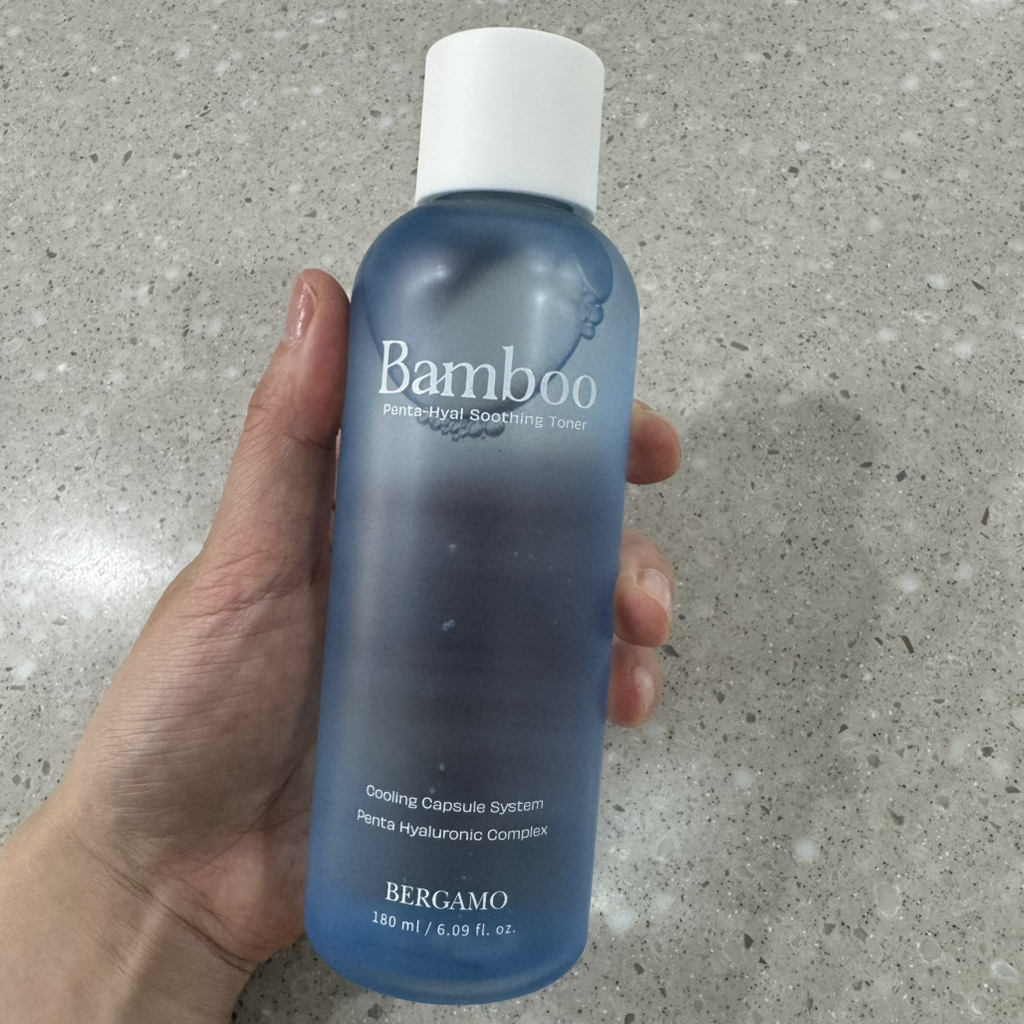 Bamboo
Penta-Hyal Soothing Toner
Cooling Capsule System
Penta Hyaluronic Complex
BERGAMO
180 ml / 6.09 fl. oz.